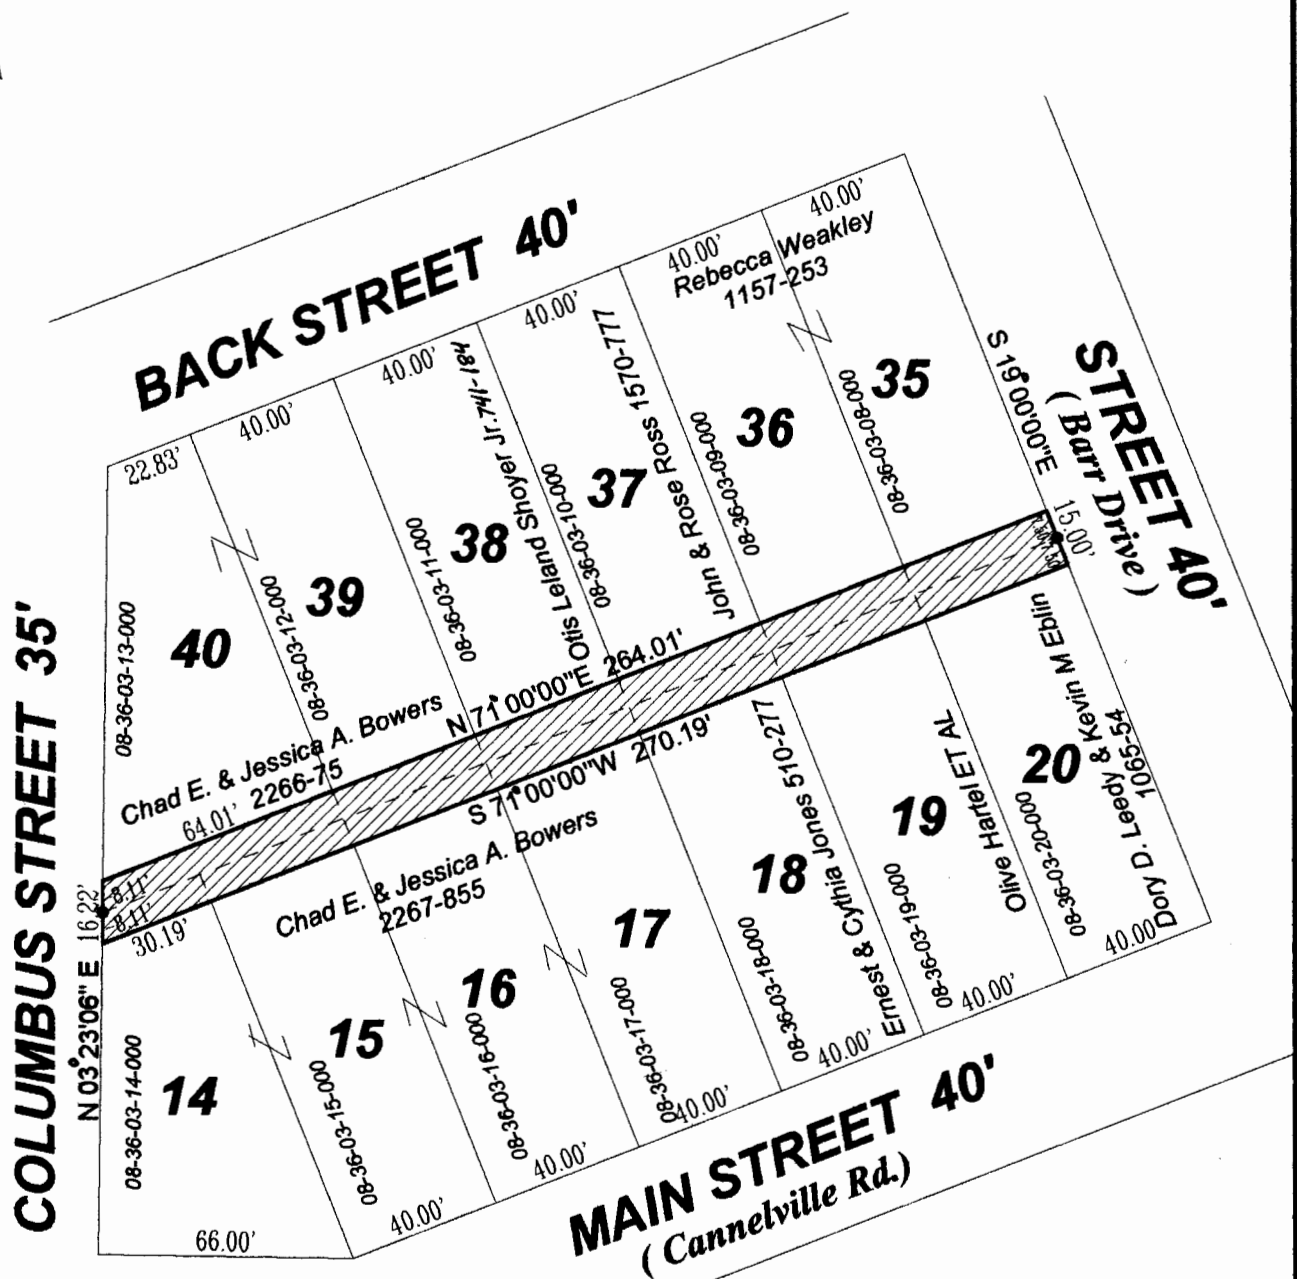 BACK STREET 40'
40.00'
40.00'
40.00'
40.00'
40.00'
22.83'
Rebecca Weakley
1157-253
35
36
37
38
39
40
08-36-03-08-000
08-36-03-09-000
08-36-03-10-000
08-36-03-11-000
08-36-03-12-000
08-36-03-13-000
John & Rose Ross 1570-777
Otis Leland Shoyer Jr. 741-184
Chad E. & Jessica A. Bowers
2266-75
64.01'
N 71°00'00"E 264.01'
S 71°00'00"W 270.19'
S 19°00'00"E
15.00'
STREET 40'
( Barr Drive )
COLUMBUS STREET 35'
N 03°23'06" E
16.22'
8.11'
8.11'
30.19'
Chad E. & Jessica A. Bowers
2267-855
14
15
16
17
18
19
20
08-36-03-14-000
08-36-03-15-000
08-36-03-16-000
08-36-03-17-000
08-36-03-18-000
08-36-03-19-000
08-36-03-20-000
Ernest & Cythia Jones 510-277
Olive Hartel ET AL
Dory D. Leedy & Kevin M Eblin
1065-54
66.00'
40.00'
40.00'
40.00'
40.00'
40.00'
40.00'
MAIN STREET 40'
( Cannelville Rd.)